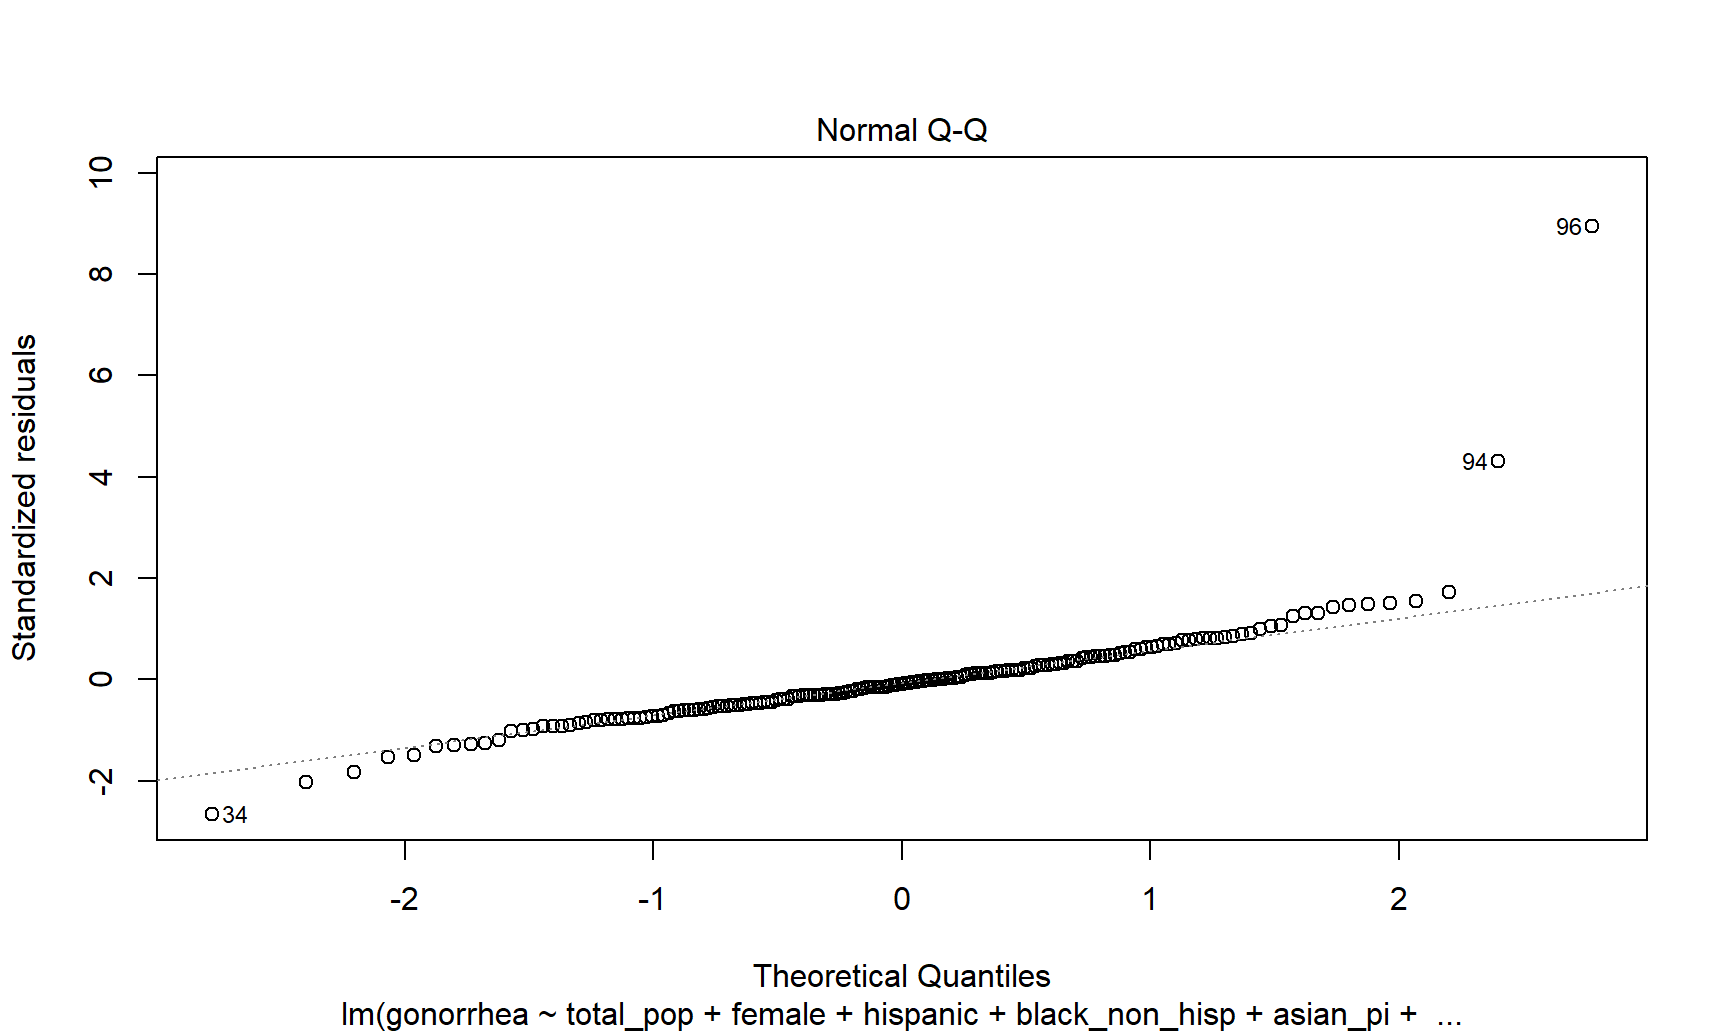 Normal Q-Q
10
8
6
4
2
0
-2
Standardized residuals
96
94
34
-2 -1 0 1 2
Theoretical Quantiles
lm(gonorrhea ~ total_pop + female + hispanic + black_non_hisp + asian_pi + ...